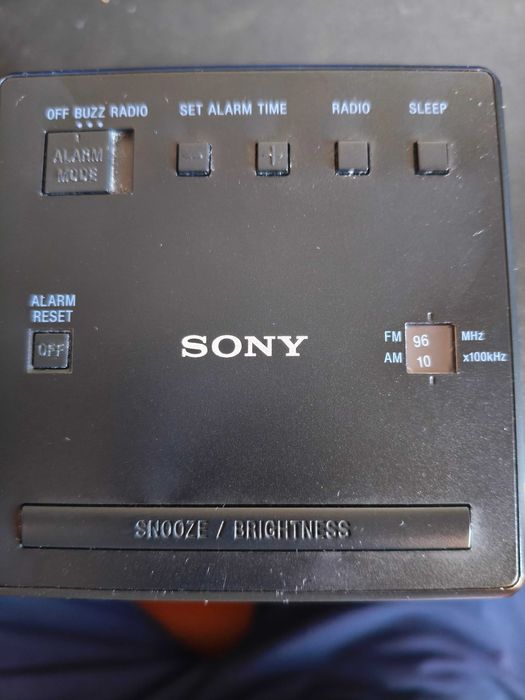 OFF BUZZ RADIO
SET ALARM TIME
RADIO
SLEEP
ALARM
MODE
- +
ALARM
RESET
OFF
SONY
FM 96 MHz
AM 10 x100kHz
SNOOZE / BRIGHTNESS